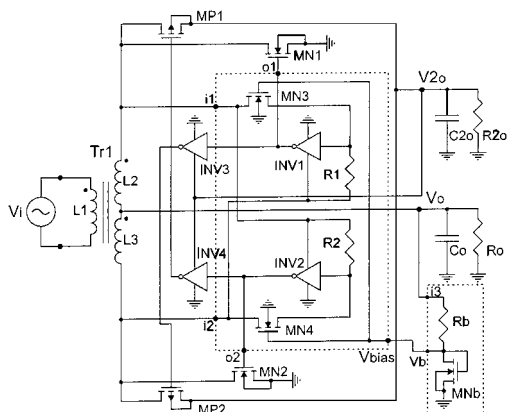 MP1
MN1
o1
V2o
i1
MN3
C2o
R2o
Tr1
INV3
INV1
L2
R1
Vi
L1
Vo
L3
INV4
R2
Co
Ro
INV2
i3
i2
MN4
Rb
Vbias
Vb
o2
MNb
MN2
MP2